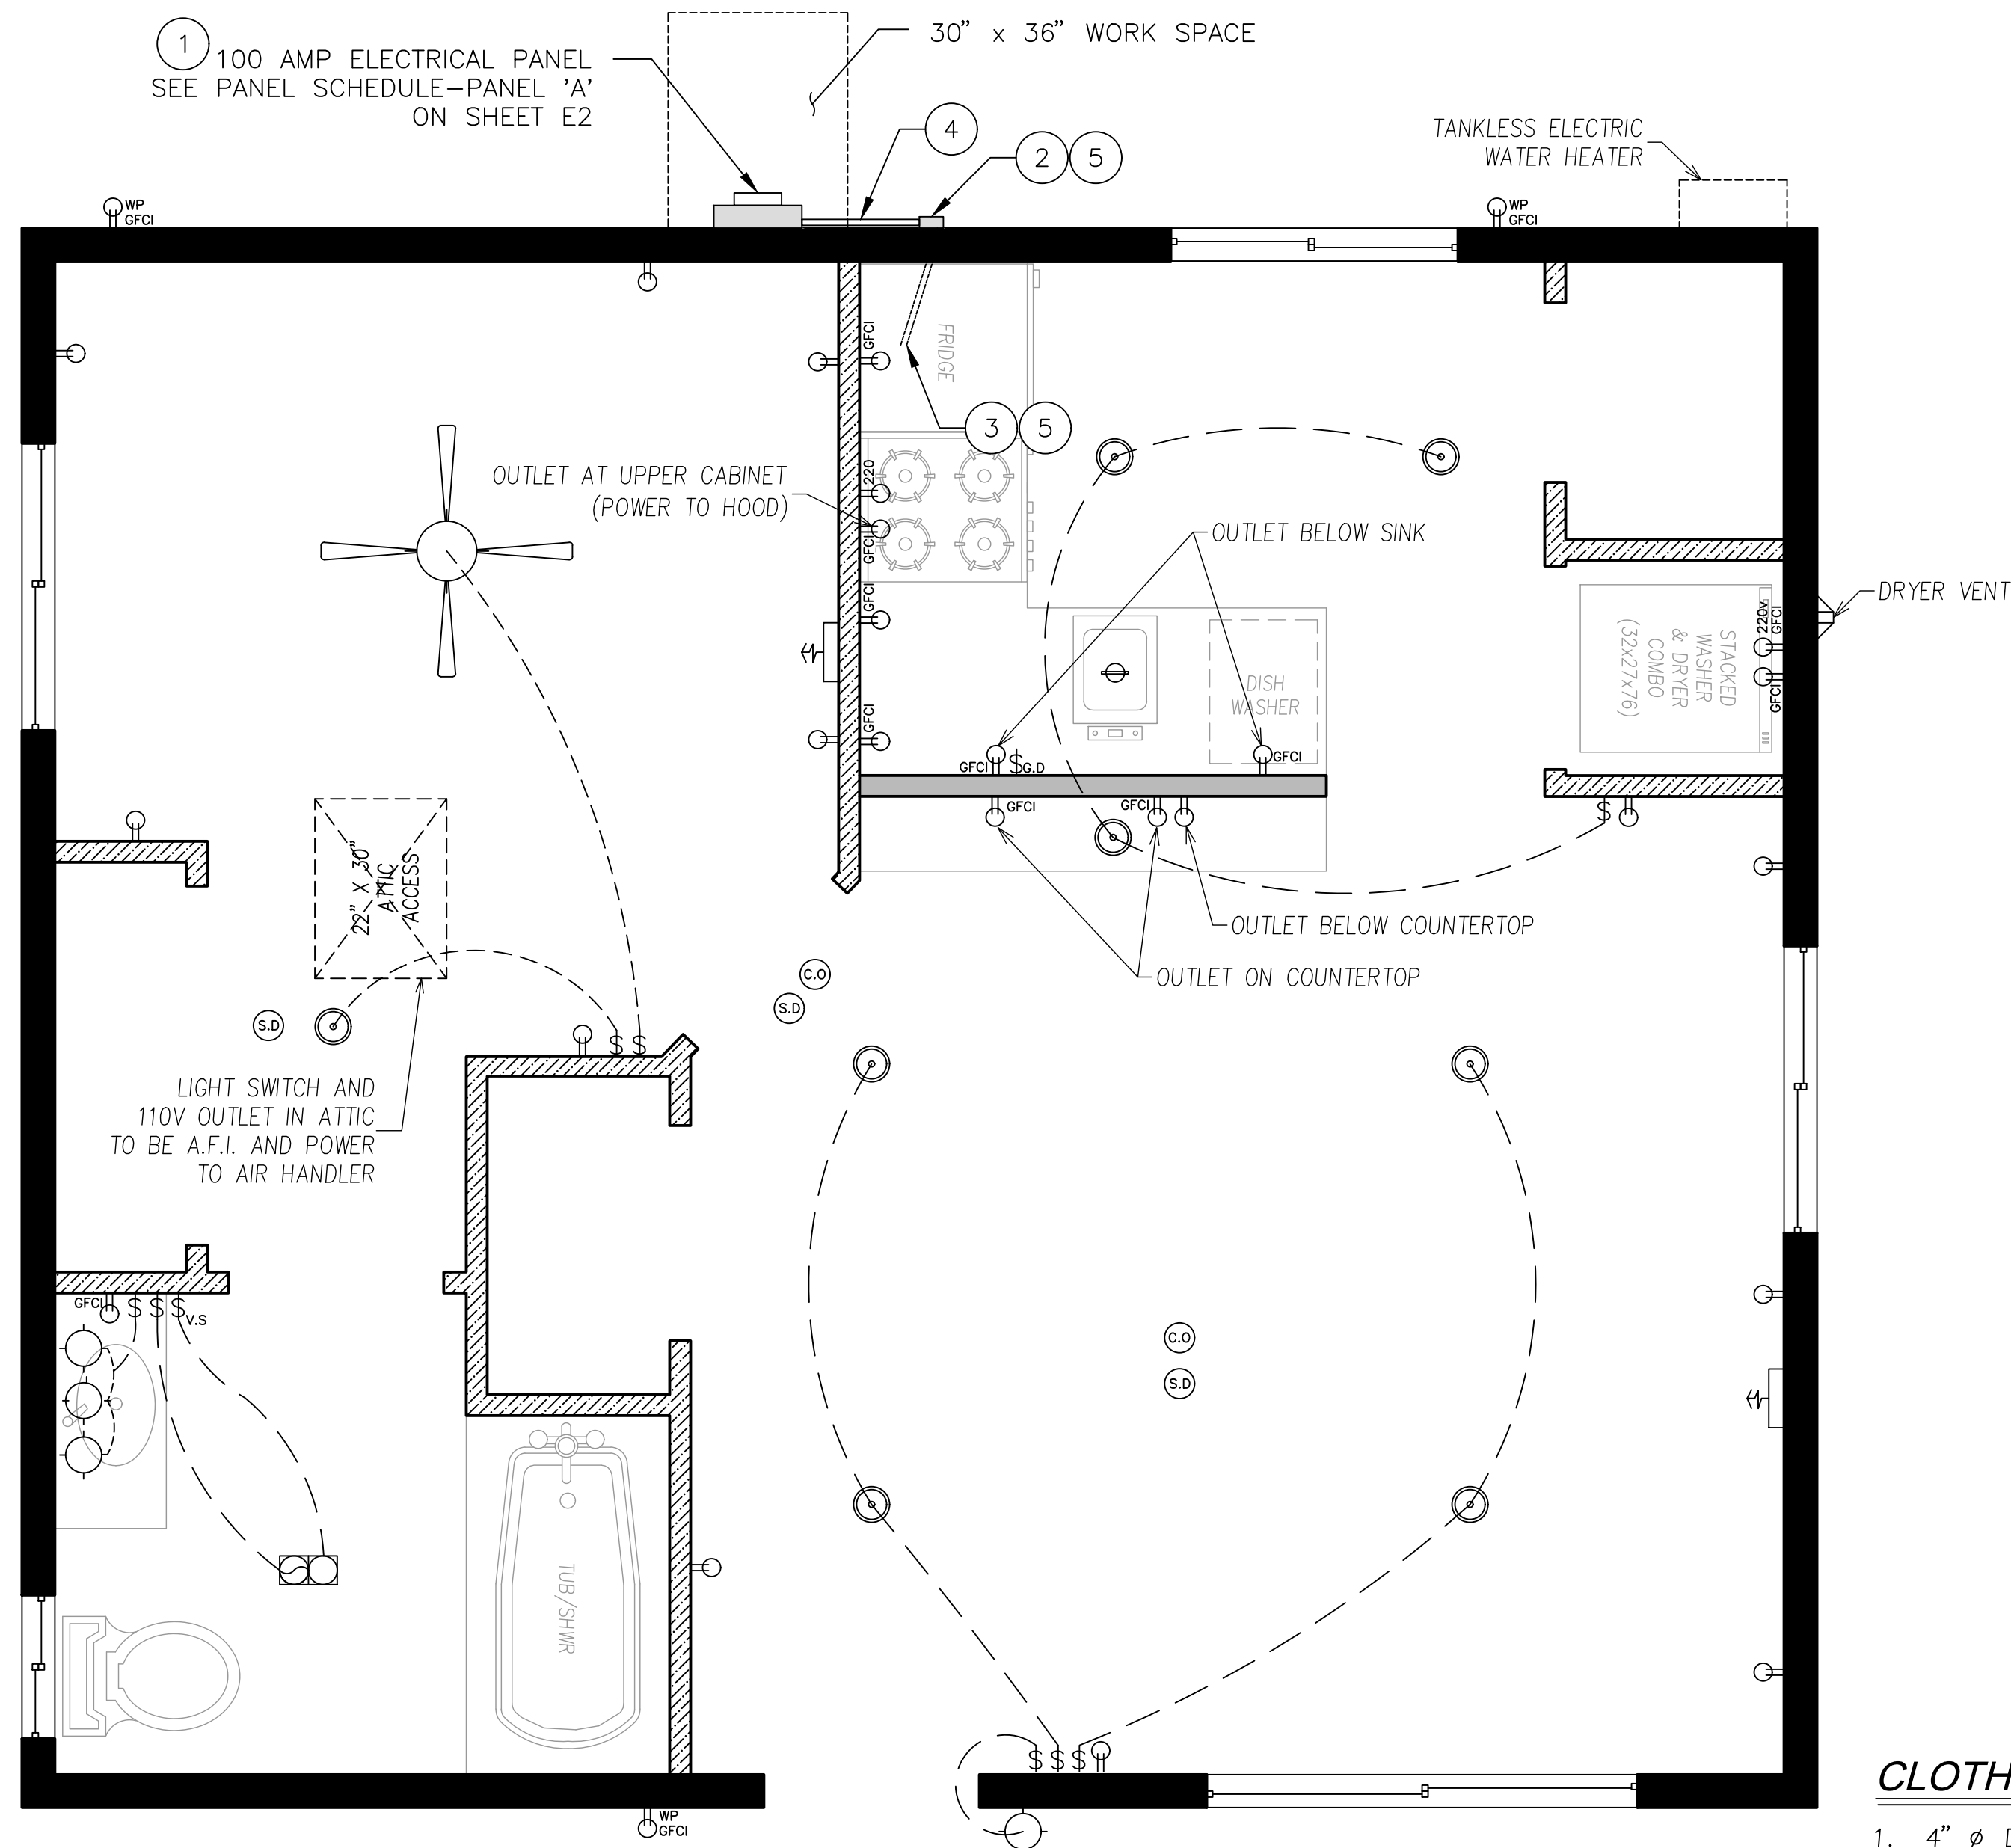 1
100 AMP ELECTRICAL PANEL
SEE PANEL SCHEDULE-PANEL 'A'
ON SHEET E2
30" x 36" WORK SPACE
4
2
5
TANKLESS ELECTRIC
WATER HEATER
WP
GFCI
WP
GFCI
GFCI
FRIDGE
3
5
OUTLET AT UPPER CABINET
(POWER TO HOOD)
220
GFCI
GFCI
GFCI
OUTLET BELOW SINK
DISH
WASHER
DRYER VENT
220v
GFCI
GFCI
STACKED
WASHER
& DRYER
COMBO
(32x27x76)
GFCI
$
G.D
GFCI
GFCI
GFCI
$
OUTLET BELOW COUNTERTOP
OUTLET ON COUNTERTOP
22" X 30"
ATTIC
ACCESS
C.O
S.D
S.D
$ $
LIGHT SWITCH AND
110V OUTLET IN ATTIC
TO BE A.F.I. AND POWER
TO AIR HANDLER
GFCI
$ $ $
V.S
C.O
S.D
TUB/SHWR
$ $ $
WP
GFCI
CLOTH
1. 4" ø D